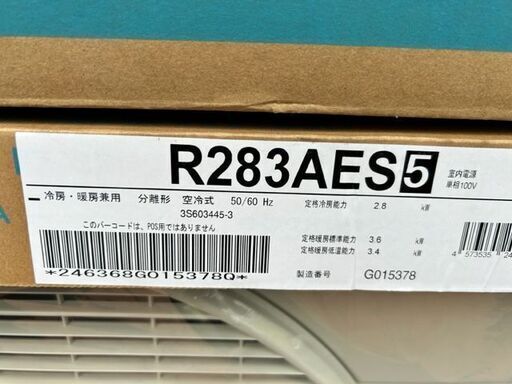 R283AES5
室内電源
単相100V
冷房・暖房兼用 分離形 空冷式 50/60 Hz
3S603445-3
このバーコードは、POS用ではありません
*246368G015378Q*
定格冷房能力 2.8 kW
定格暖房標準能力 3.6 kW
定格暖房低温能力 3.4 kW
製造番号 G015378
4 573535 24